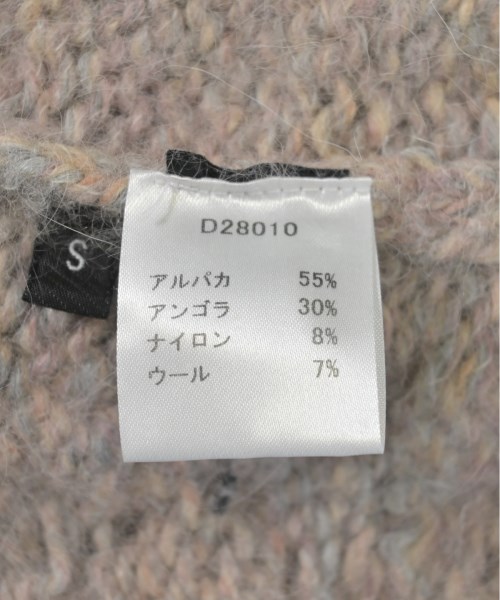 D28010
S
アルパカ 55%
アンゴラ 30%
ナイロン 8%
ウール 7%